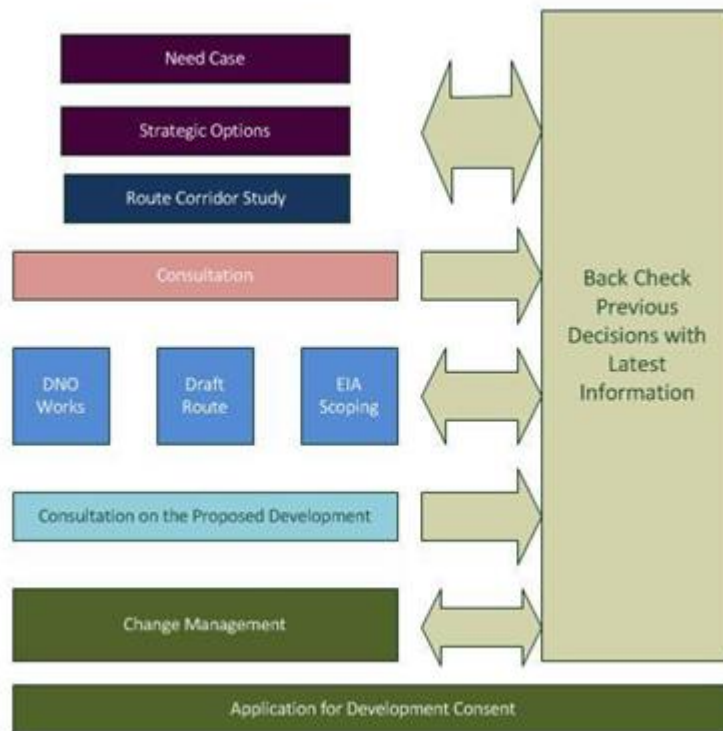 Need Case
Strategic Options
Route Corridor Study
Consultation
Back Check
Previous
Decisions with
Latest
Information
DNO
Works
Draft
Route
EIA
Scoping
Consultation on the Proposed Development
Change Management
Application for Development Consent